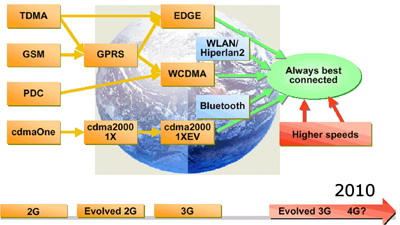 TDMA
EDGE
GSM
GPRS
WLAN/
Hiperlan2
WCDMA
Always best
connected
PDC
Bluetooth
cdmaOne
cdma2000
1X
cdma2000
1XEV
Higher speeds
2010
2G
Evolved 2G
3G
Evolved 3G 4G?